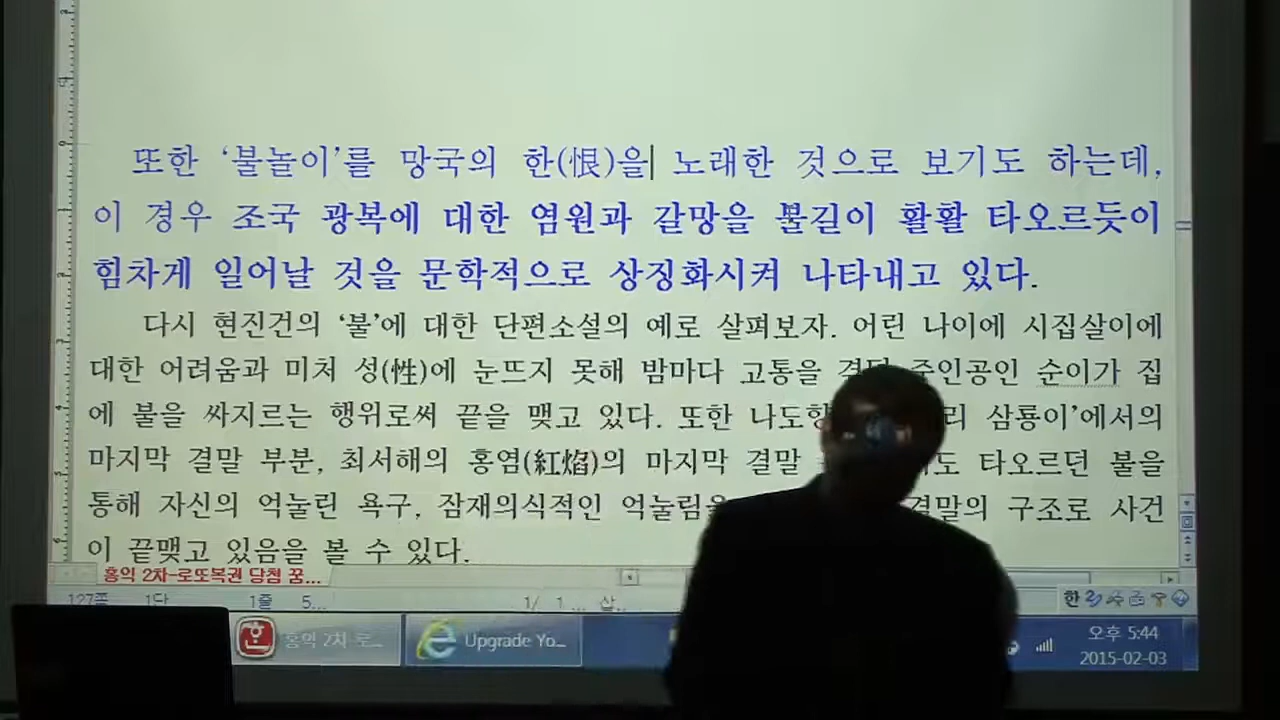 또한 ‘불놀이’를 망국의 한(恨)을 노래한 것으로 보기도 하는데,
이 경우 조국 광복에 대한 염원과 갈망을 불길이 활활 타오르듯이
힘차게 일어날 것을 문학적으로 상징화시켜 나타내고 있다.
다시 현진건의 ‘불’에 대한 단편소설의 예로 살펴보자. 어린 나이에 시집살이에
대한 어려움과 미처 성(性)에 눈뜨지 못해 밤마다 고통을 주인공인 순이가 집
에 불을 싸지르는 행위로써 끝을 맺고 있다. 또한 나도향 리 삼룡이’에서의
마지막 결말 부분, 최서해의 홍염(紅焰)의 마지막 결말 타오르던 불을
통해 자신의 억눌린 욕구, 잠재의식적인 억눌림을 결말의 구조로 사건
이 끝맺고 있음을 볼 수 있다.
홍익 2차-로또복권 당첨 꿈...
127쪽 1단 1줄 5... 1/ 1 ... 삽..
한
홍익 2차-로... Upgrade Yo... 오후 5:44
2015-02-03